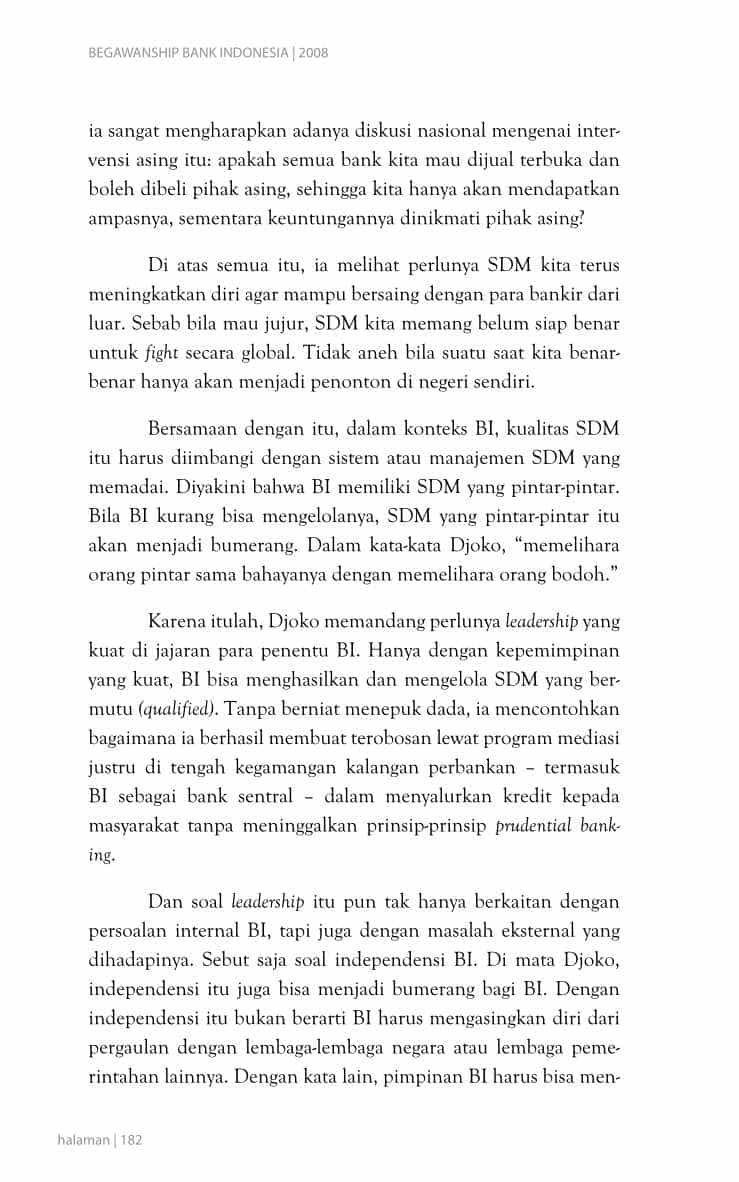 BEGAWANSHIP BANK INDONESIA | 2008
ia sangat mengharapkan adanya diskusi nasional mengenai inter-
vensi asing itu: apakah semua bank kita mau dijual terbuka dan
boleh dibeli pihak asing, sehingga kita hanya akan mendapatkan
ampasnya, sementara keuntungannya dinikmati pihak asing?
Di atas semua itu, ia melihat perlunya SDM kita terus
meningkatkan diri agar mampu bersaing dengan para bankir dari
luar. Sebab bila mau jujur, SDM kita memang belum siap benar
untuk fight secara global. Tidak aneh bila suatu saat kita benar-
benar hanya akan menjadi penonton di negeri sendiri.
Bersamaan dengan itu, dalam konteks BI, kualitas SDM
itu harus diimbangi dengan sistem atau manajemen SDM yang
memadai. Diyakini bahwa BI memiliki SDM yang pintar-pintar.
Bila BI kurang bisa mengelolanya, SDM yang pintar-pintar itu
akan menjadi bumerang. Dalam kata-kata Djoko, “memelihara
orang pintar sama bahayanya dengan memelihara orang bodoh.”
Karena itulah, Djoko memandang perlunya leadership yang
kuat di jajaran para penentu BI. Hanya dengan kepemimpinan
yang kuat, BI bisa menghasilkan dan mengelola SDM yang ber-
mutu (qualified). Tanpa berniat menepuk dada, ia mencontohkan
bagaimana ia berhasil membuat terobosan lewat program mediasi
justru di tengah kegamangan kalangan perbankan – termasuk
BI sebagai bank sentral – dalam menyalurkan kredit kepada
masyarakat tanpa meninggalkan prinsip-prinsip prudential bank-
ing.
Dan soal leadership itu pun tak hanya berkaitan dengan
persoalan internal BI, tapi juga dengan masalah eksternal yang
dihadapinya. Sebut saja soal independensi BI. Di mata Djoko,
independensi itu juga bisa menjadi bumerang bagi BI. Dengan
independensi itu bukan berarti BI harus mengasingkan diri dari
pergaulan dengan lembaga-lembaga negara atau lembaga peme-
rintahan lainnya. Dengan kata lain, pimpinan BI harus bisa men-
halaman | 182